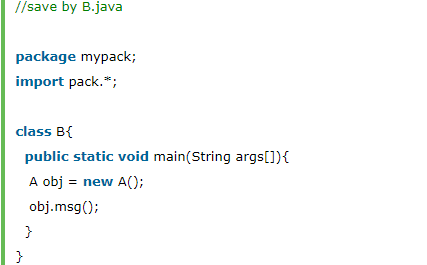 //save by B.java
package mypack;
import pack.*;
class B{
public static void main(String args[]){
A obj = new A();
obj.msg();
}
}